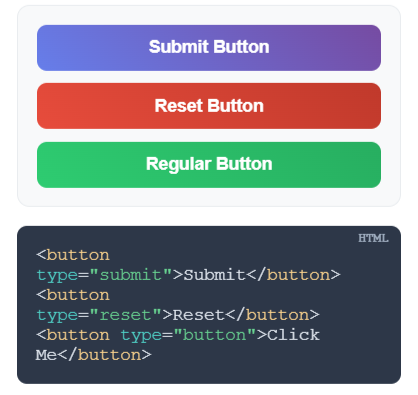 Submit Button
Reset Button
Regular Button
HTML
<button
type="submit">Submit</button>
<button
type="reset">Reset</button>
<button type="button">Click
Me</button>